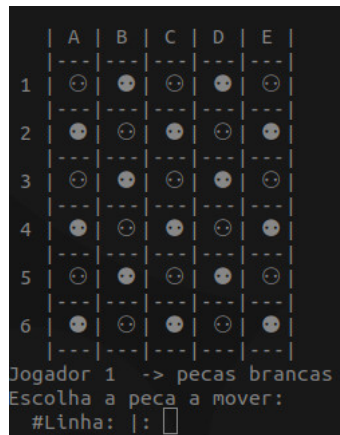 | A | B | C | D | E |
|---|---|---|---|---|
1 | ⚇ | ⚉ | ⚇ | ⚉ | ⚇ |
|---|---|---|---|---|
2 | ⚉ | ⚇ | ⚉ | ⚇ | ⚉ |
|---|---|---|---|---|
3 | ⚇ | ⚉ | ⚇ | ⚉ | ⚇ |
|---|---|---|---|---|
4 | ⚉ | ⚇ | ⚉ | ⚇ | ⚉ |
|---|---|---|---|---|
5 | ⚇ | ⚉ | ⚇ | ⚉ | ⚇ |
|---|---|---|---|---|
6 | ⚉ | ⚇ | ⚉ | ⚇ | ⚉ |
|---|---|---|---|---|
Jogador 1 -> pecas brancas
Escolha a peca a mover:
#Linha: |: